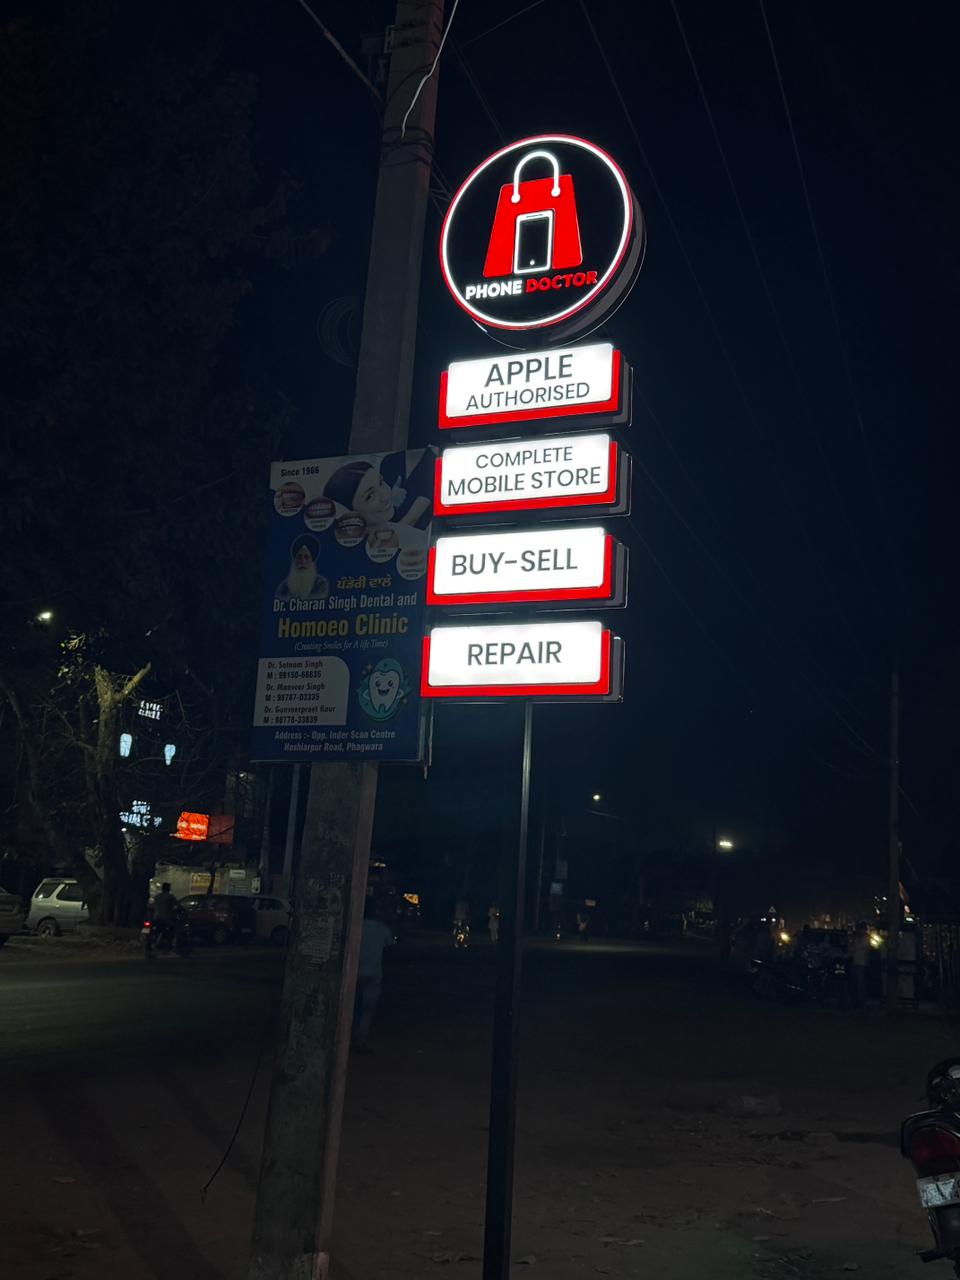 PHONE DOCTOR
APPLE
AUTHORISED
COMPLETE
MOBILE STORE
BUY-SELL
REPAIR
Since 1966
ਪੰਡੋਰੀ ਵਾਲੇ
Dr. Charan Singh Dental and
Homoeo Clinic
(Creating Smiles for A life Time)
Dr. Satnam Singh
M : 99150-66635
Dr. Manveer Singh
M : 98787-03335
Dr. Gunveerpreet Kaur
M : 98778-33839
Address :- Opp. Inder Scan Centre
Hoshiarpur Road, Phagwara